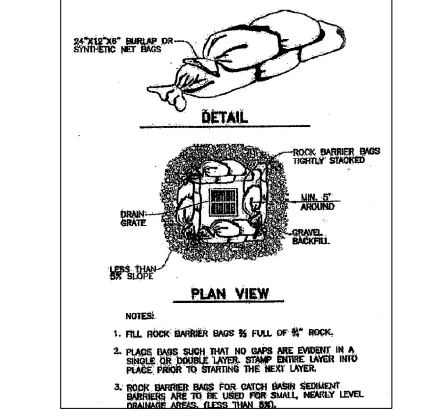 24"X12"X6" BURLAP OR
SYNTHETIC NET BAGS
DETAIL
ROCK BARRIER BAGS
TIGHTLY STACKED
MIN. 5"
AROUND
DRAIN
GRATE
GRAVEL
BACKFILL
LESS THAN
5% SLOPE
PLAN VIEW
NOTES:
1. FILL ROCK BARRIER BAGS ⅔ FULL OF ¾" ROCK.
2. PLACE BAGS SUCH THAT NO GAPS ARE EVIDENT IN A
SINGLE OR DOUBLE LAYER. STAMP ENTIRE LAYER INTO
PLACE PRIOR TO STARTING THE NEXT LAYER.
3. ROCK BARRIER BAGS FOR CATCH BASIN SEDIMENT
BARRIERS ARE TO BE USED FOR SMALL, NEARLY LEVEL
DRAINAGE AREAS. (LESS THAN 5%).